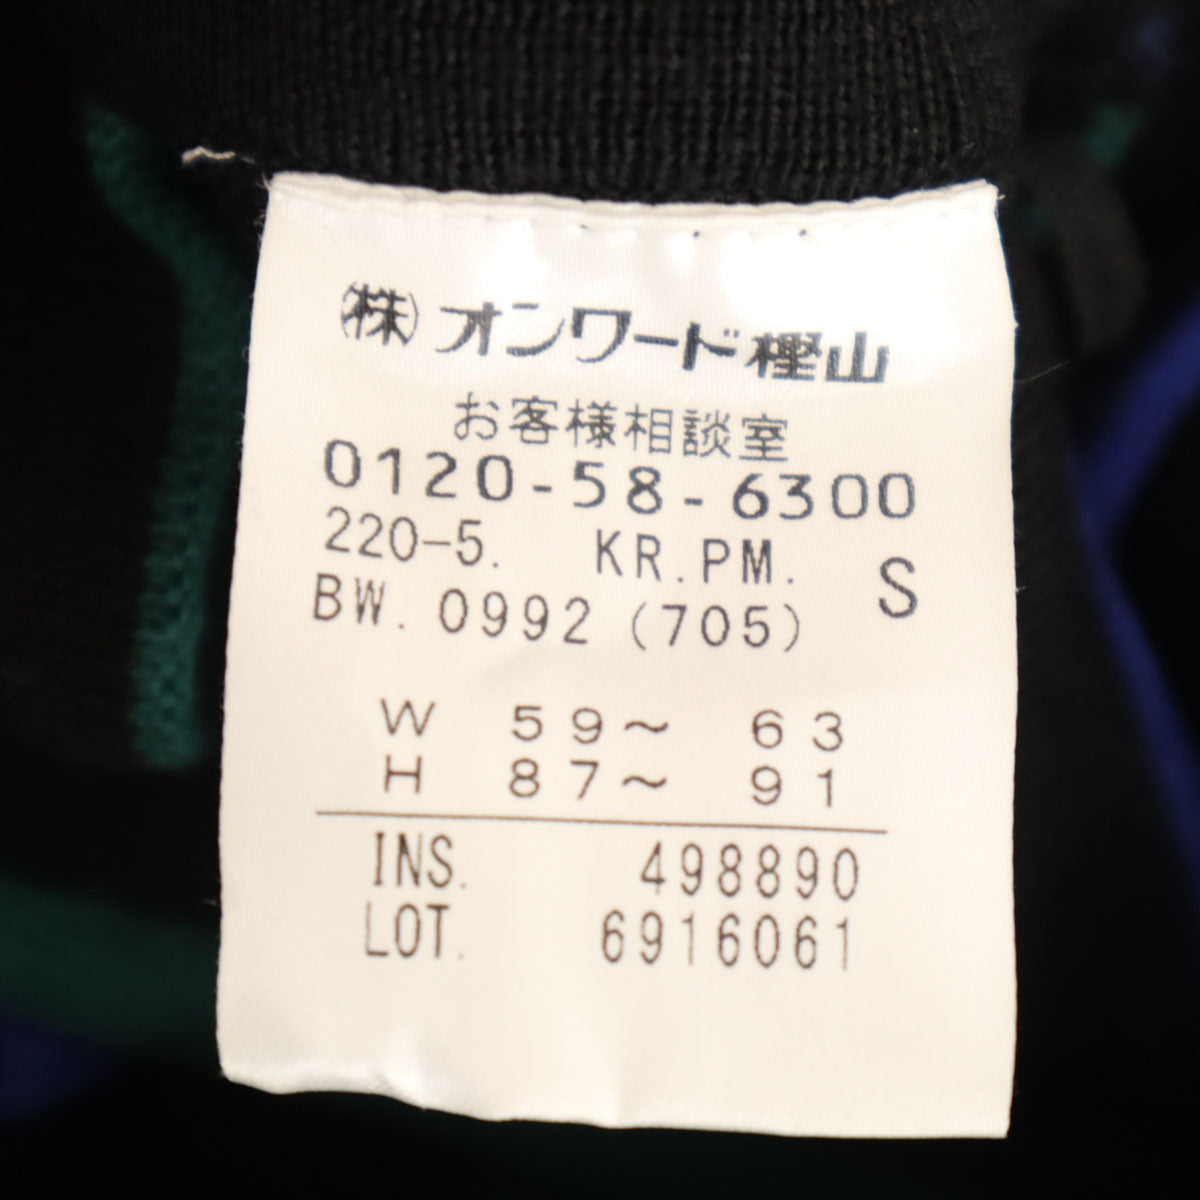 ㈱オンワード樫山
お客様相談室
0120-58-6300
220-5. KR.PM. S
BW. 0992 (705)
W 59～ 63
H 87～ 91
INS. 498890
LOT. 6916061